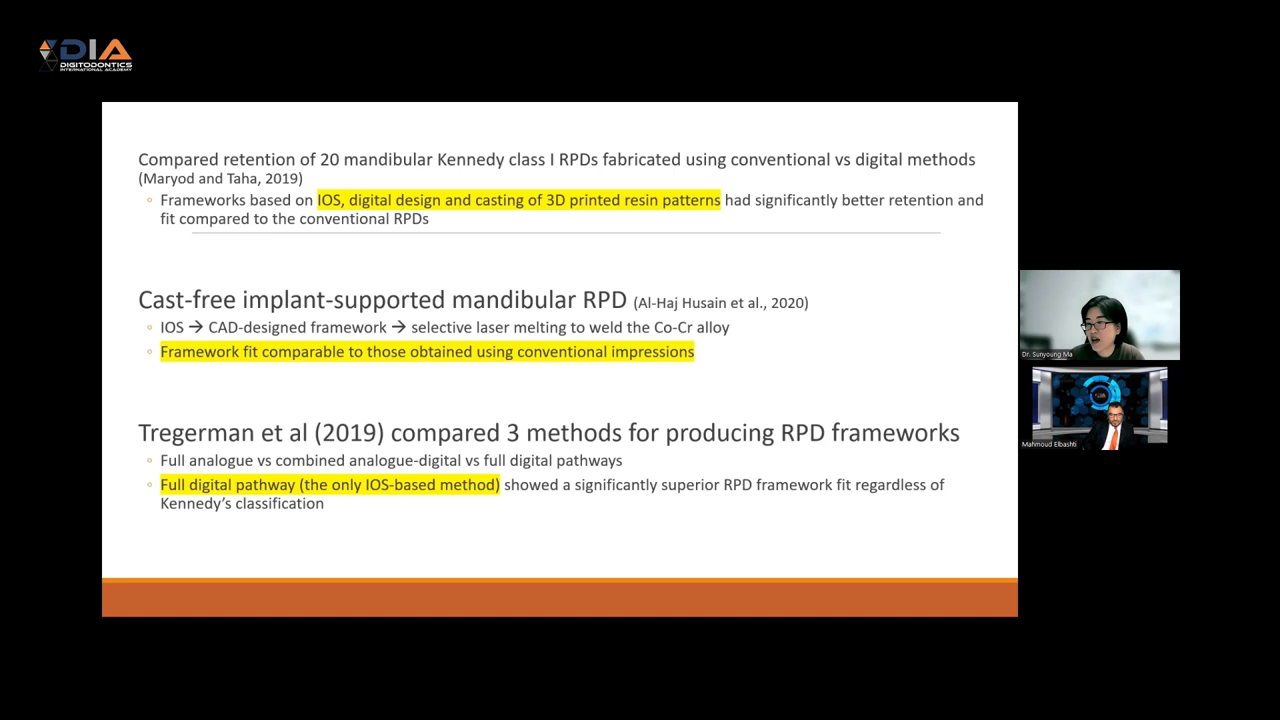 DIA
DIGITODONTICS
INTERNATIONAL ACADEMY
Compared retention of 20 mandibular Kennedy class I RPDs fabricated using conventional vs digital methods
(Maryod and Taha, 2019)
◦ Frameworks based on IOS, digital design and casting of 3D printed resin patterns had significantly better retention and
fit compared to the conventional RPDs
Cast-free implant-supported mandibular RPD (Al-Haj Husain et al., 2020)
◦ IOS → CAD-designed framework → selective laser melting to weld the Co-Cr alloy
◦ Framework fit comparable to those obtained using conventional impressions
Tregerman et al (2019) compared 3 methods for producing RPD frameworks
◦ Full analogue vs combined analogue-digital vs full digital pathways
◦ Full digital pathway (the only IOS-based method) showed a significantly superior RPD framework fit regardless of
Kennedy's classification
Dr. Sunyoung Ma
Mahmoud Elbashti